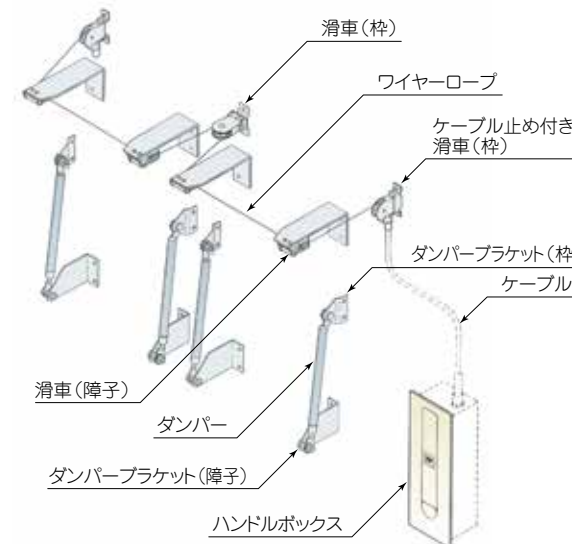 滑車（枠）
ワイヤーロープ
ケーブル止め付き
滑車（枠）
ダンパーブラケット（枠
ケーブル
滑車（障子）
ダンパー
ダンパーブラケット（障子）
ハンドルボックス